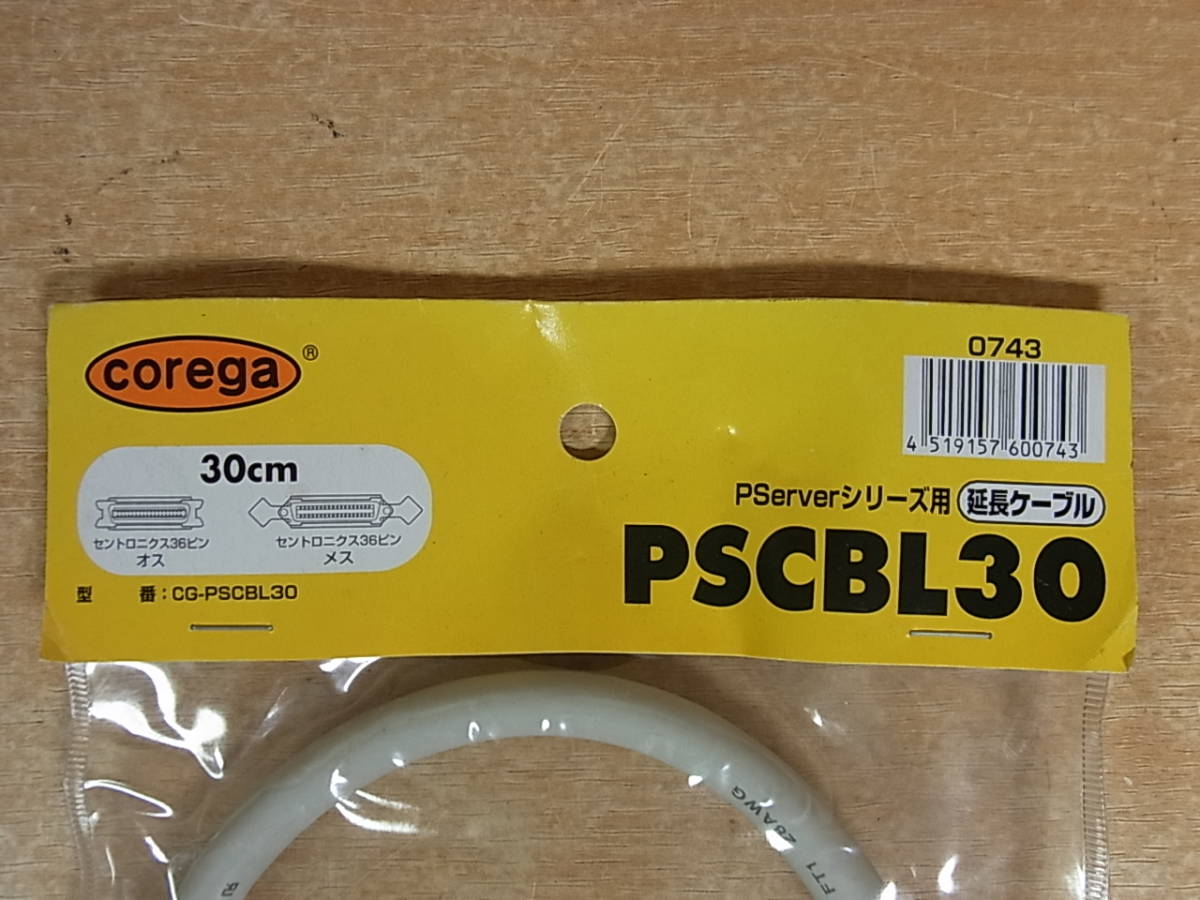 corega®
30cm
セントロニクス36ピン
オス
セントロニクス36ピン
メス
型 番：CG-PSCBL30
0743
4 519157 600743
PServerシリーズ用 延長ケーブル
PSCBL30
28AWG FT1